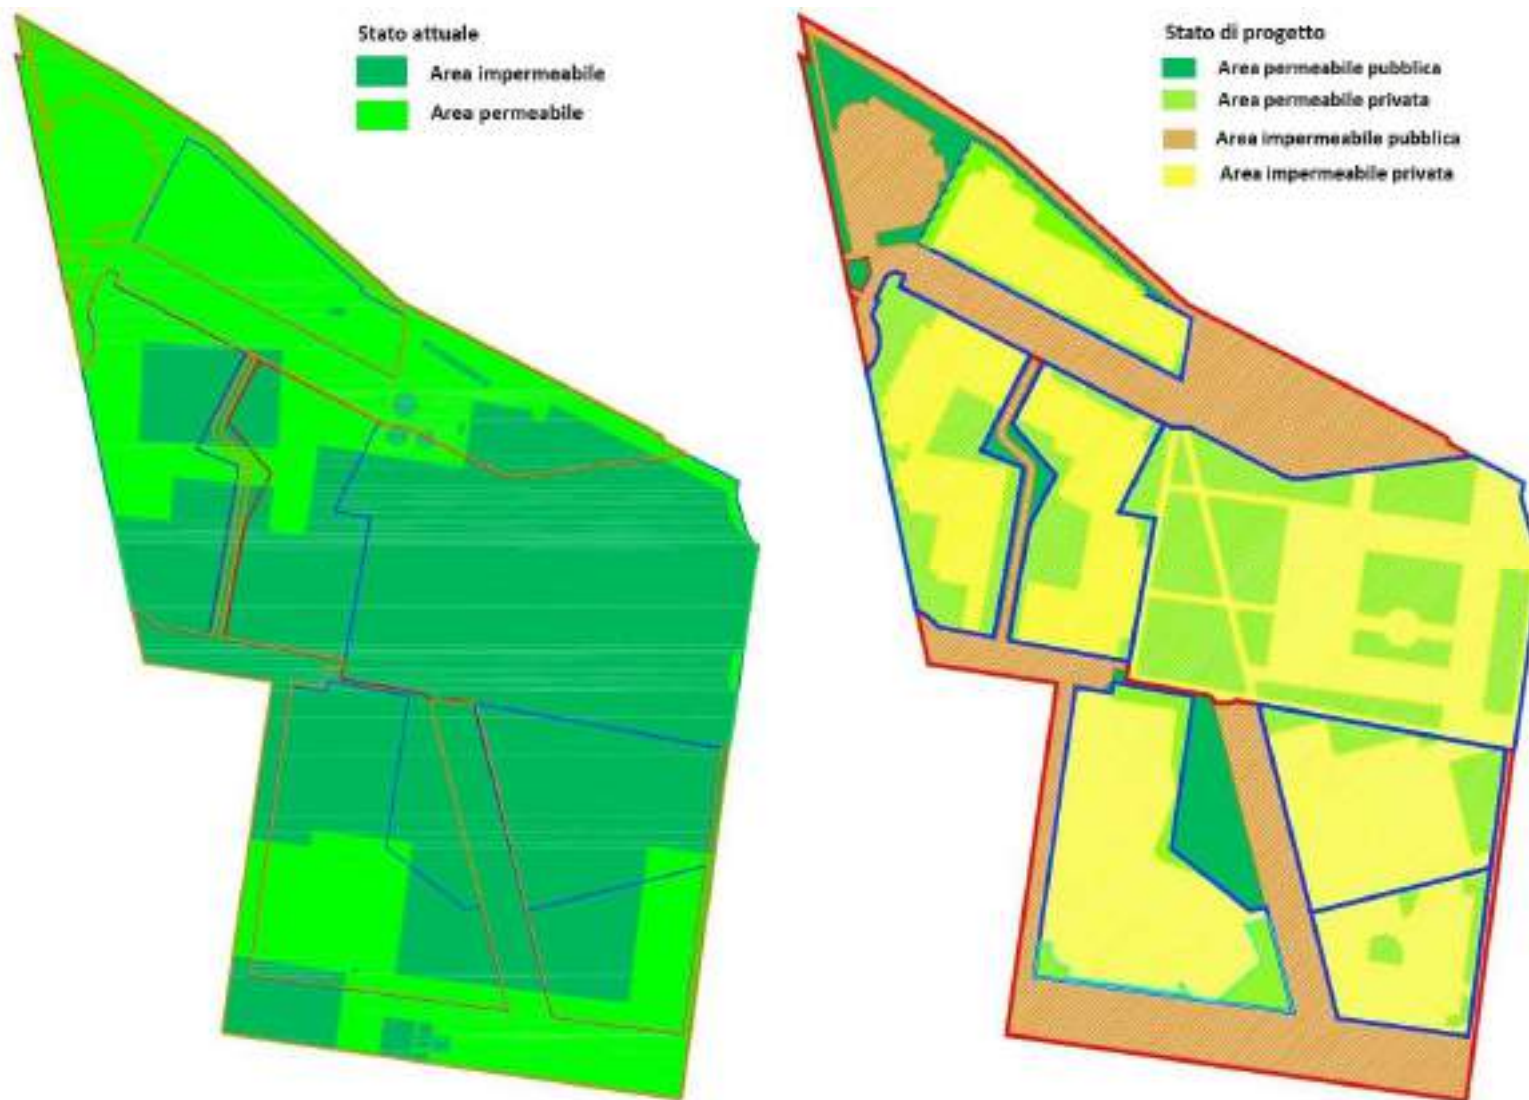 Stato attuale
Area impermeabile
Area permeabile
Stato di progetto
Area permeabile pubblica
Area permeabile privata
Area impermeabile pubblica
Area impermeabile privata